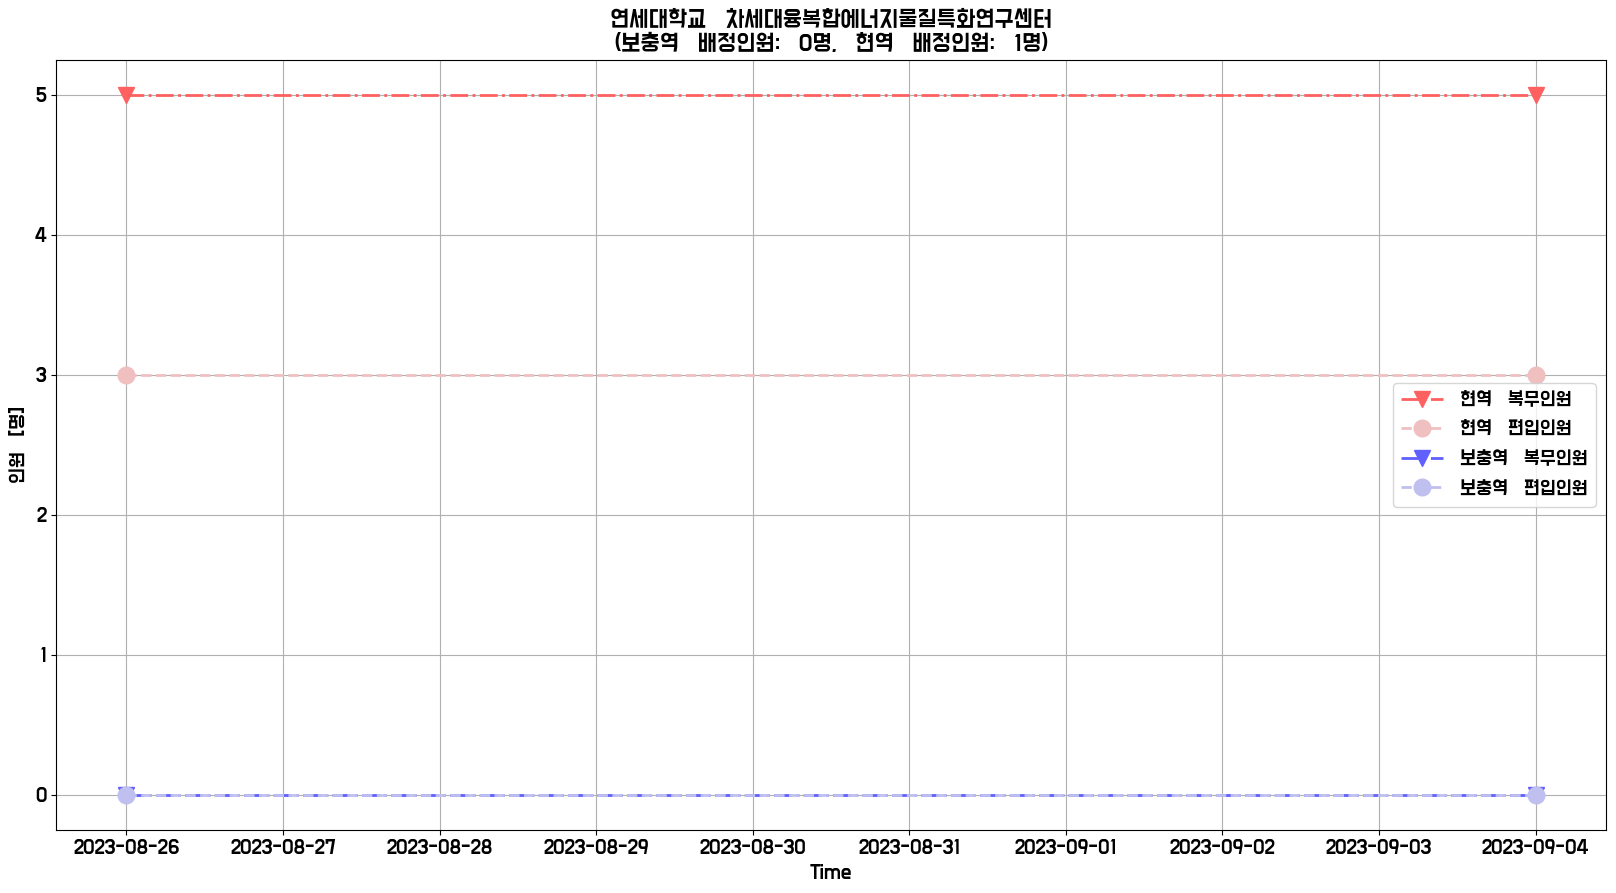 연세대학교 차세대융복합에너지물질특화연구센터
(보충역 배정인원: 0명, 현역 배정인원: 1명)
5
4
3
2
1
0
인원 [명]
현역 복무인원
현역 편입인원
보충역 복무인원
보충역 편입인원
2023-08-26 2023-08-27 2023-08-28 2023-08-29 2023-08-30 2023-08-31 2023-09-01 2023-09-02 2023-09-03 2023-09-04
Time